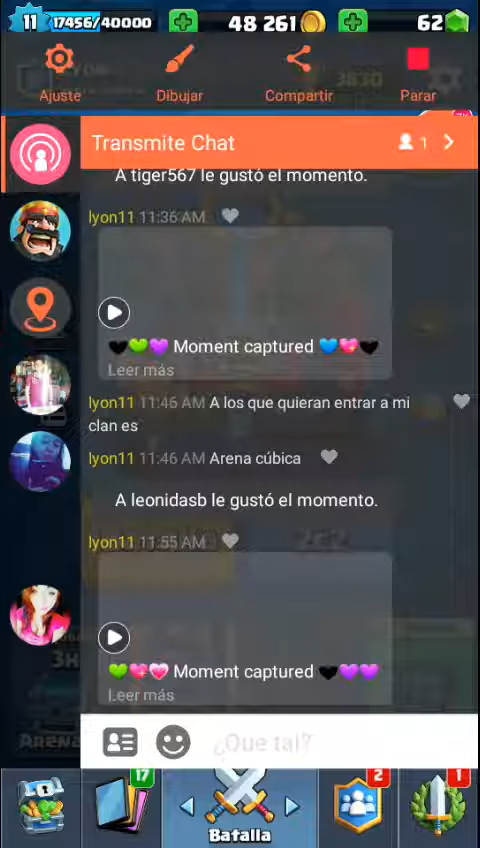 11 17456/40000 48 261 62
3830
Ajuste Dibujar Compartir Parar
Transmite Chat 1
A tiger567 le gustó el momento.
lyon11 11:36 AM
Moment captured
Leer más
lyon11 11:46 AM A los que quieran entrar a mi
clan es
lyon11 11:46 AM Arena cúbica
A leonidasb le gustó el momento.
lyon11 11:55 AM
Moment captured
Leer más
¿Que tal?
17 2 1
Batalla